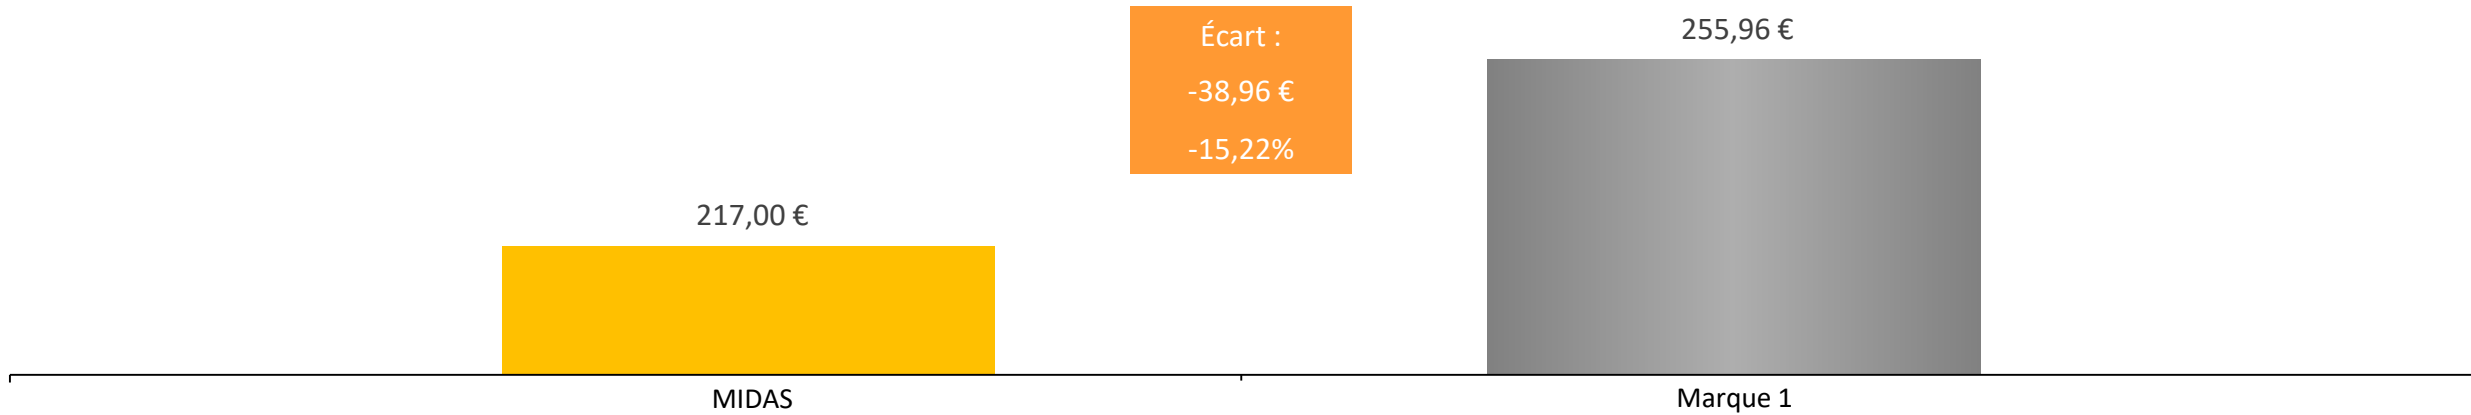 Écart :
-38,96 €
-15,22%
255,96 €
217,00 €
MIDAS
Marque 1